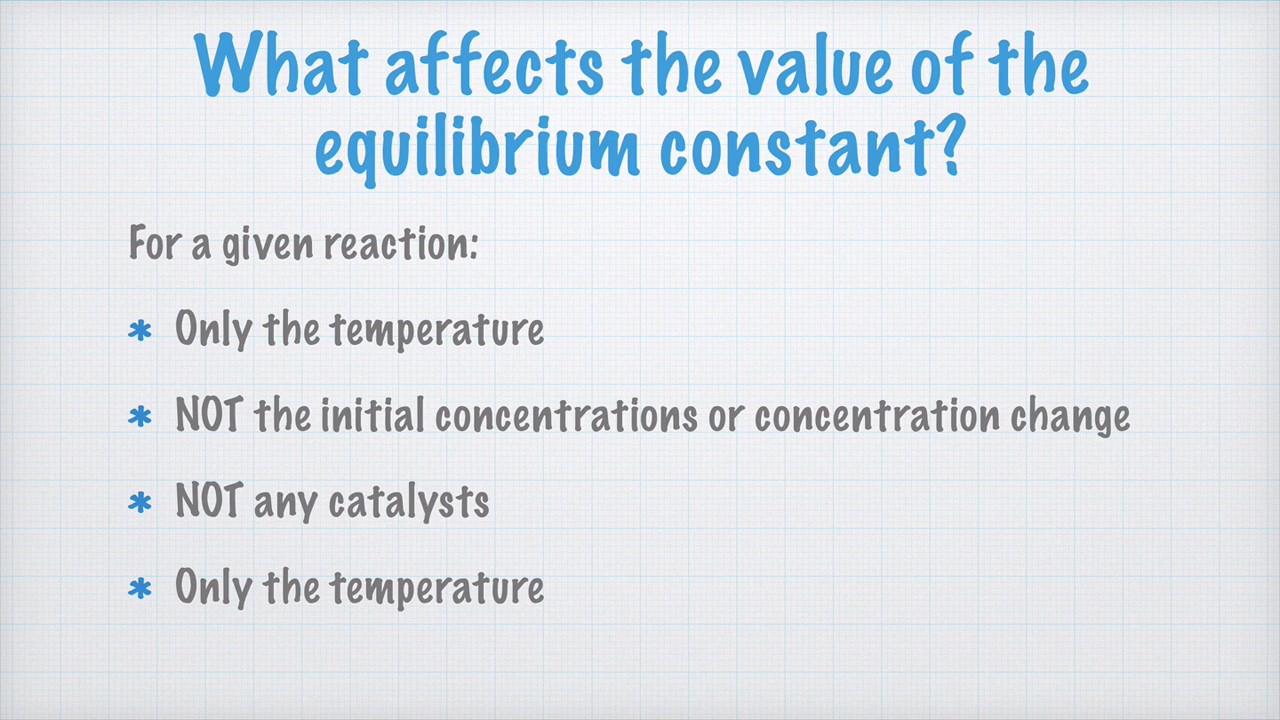 What affects the value of the
equilibrium constant?
For a given reaction:
* Only the temperature
* NOT the initial concentrations or concentration change
* NOT any catalysts
* Only the temperature